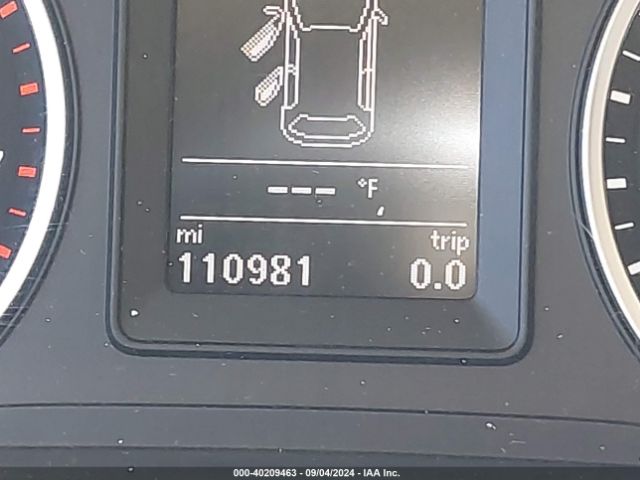 --- °F
mi trip
110981 0.0
000-40209463 - 09/04/2024 - IAA Inc.